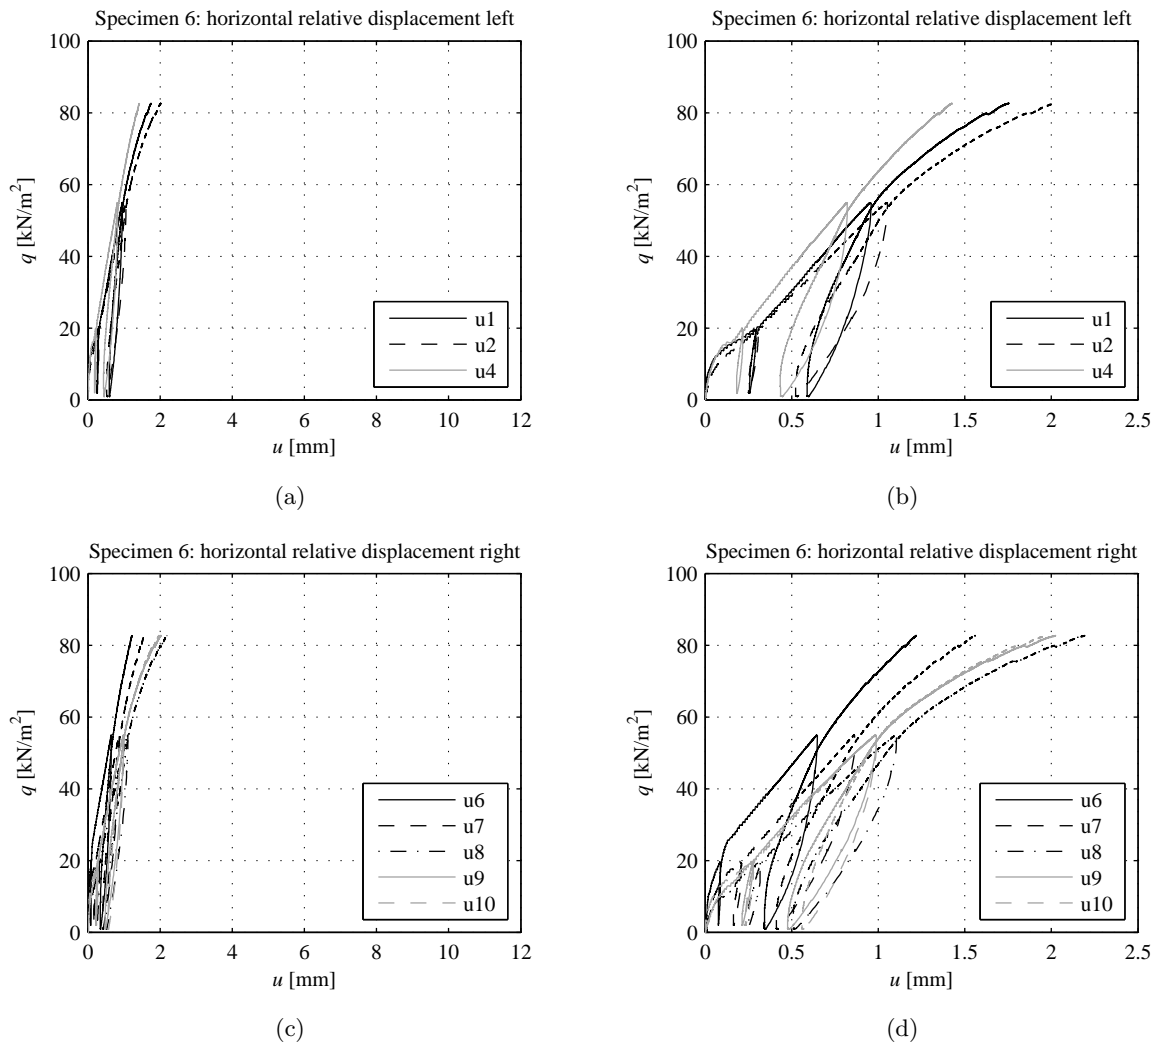 Specimen 6: horizontal relative displacement left
100
80
60
40
20
0
q [kN/m²]
u1
u2
u4
0 2 4 6 8 10 12
u [mm]
(a)
Specimen 6: horizontal relative displacement left
100
80
60
40
20
0
q [kN/m²]
u1
u2
u4
0 0.5 1 1.5 2 2.5
u [mm]
(b)
Specimen 6: horizontal relative displacement right
100
80
60
40
20
0
q [kN/m²]
u6
u7
u8
u9
u10
0 2 4 6 8 10 12
u [mm]
(c)
Specimen 6: horizontal relative displacement right
100
80
60
40
20
0
q [kN/m²]
u6
u7
u8
u9
u10
0 0.5 1 1.5 2 2.5
u [mm]
(d)